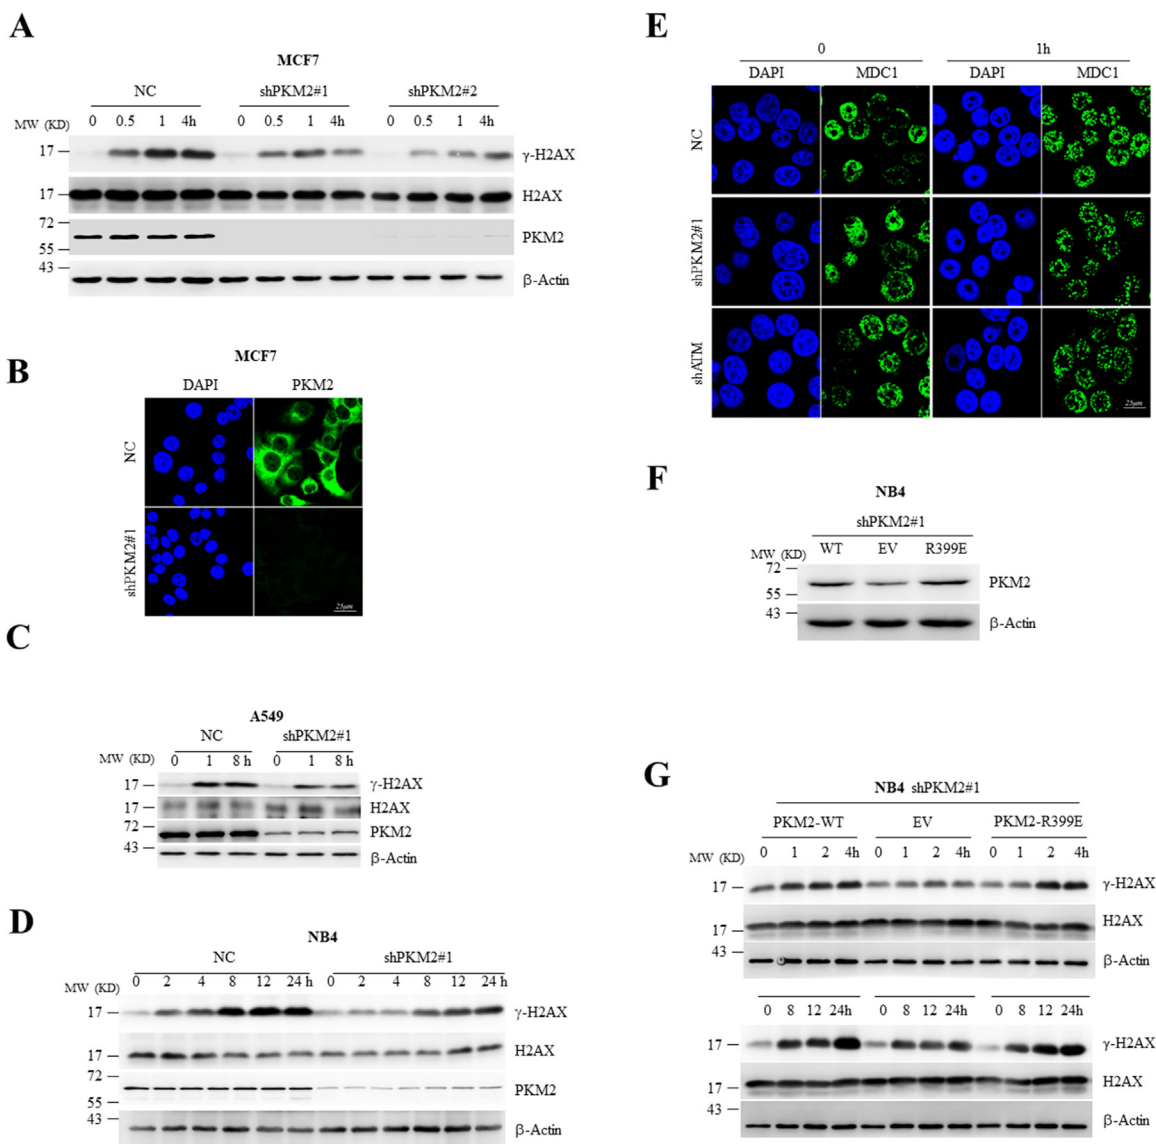 A
MCF7
NC shPKM2#1 shPKM2#2
MW (KD) 0 0.5 1 4h 0 0.5 1 4h 0 0.5 1 4h
17 γ-H2AX
17 H2AX
72
PKM2
55
43
β-Actin
B
MCF7
DAPI PKM2
NC
shPKM2#1
25μm
C
A549
NC shPKM2#1
MW (KD) 0 1 8 h 0 1 8 h
17 γ-H2AX
17 H2AX
72
PKM2
43
β-Actin
D
NB4
NC shPKM2#1
MW (KD) 0 2 4 8 12 24 h 0 2 4 8 12 24 h
17 γ-H2AX
17 H2AX
72
PKM2
55
43
β-Actin
E
0 1h
DAPI MDC1 DAPI MDC1
NC
shPKM2#1
shATM
25μm
F
NB4
shPKM2#1
MW (KD) WT EV R399E
72
PKM2
55
43
β-Actin
G
NB4 shPKM2#1
PKM2-WT EV PKM2-R399E
MW (KD) 0 1 2 4h 0 1 2 4h 0 1 2 4h
17 γ-H2AX
H2AX
17
43
β-Actin
0 8 12 24h 0 8 12 24h 0 8 12 24h
17 γ-H2AX
H2AX
17
43
β-Actin